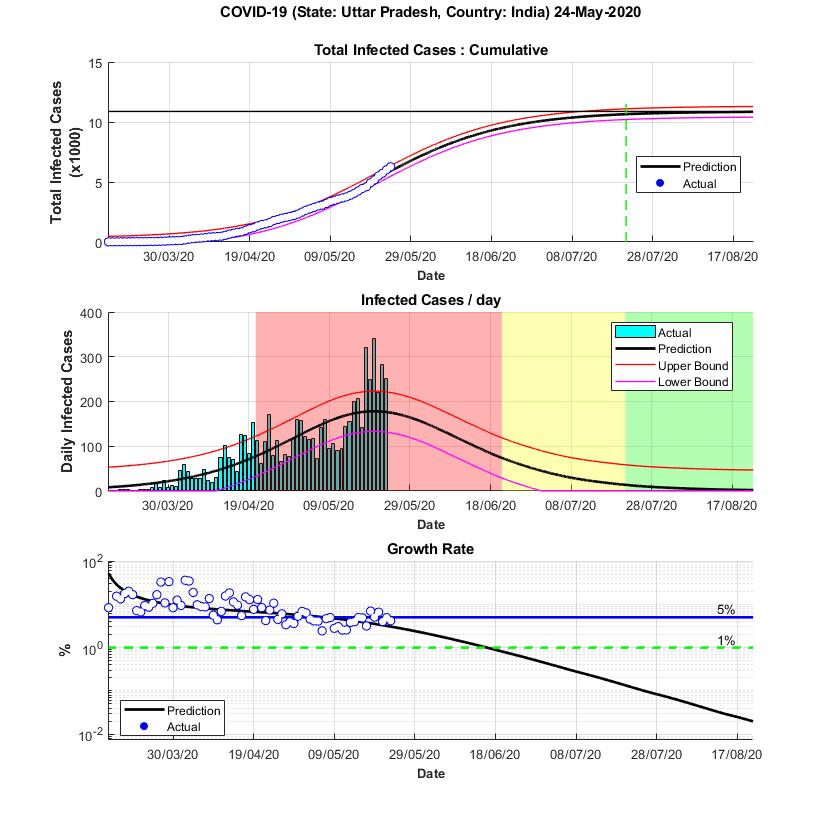 COVID-19 (State: Uttar Pradesh, Country: India) 24-May-2020
Total Infected Cases : Cumulative
Total Infected Cases
(x1000)
15
10
5
0
Prediction
Actual
30/03/20 19/04/20 09/05/20 29/05/20 18/06/20 08/07/20 28/07/20 17/08/20
Date
Infected Cases / day
Daily Infected Cases
400
300
200
100
0
Actual
Prediction
Upper Bound
Lower Bound
30/03/20 19/04/20 09/05/20 29/05/20 18/06/20 08/07/20 28/07/20 17/08/20
Date
Growth Rate
%
10^2
10^0
10^-2
5%
1%
Prediction
Actual
30/03/20 19/04/20 09/05/20 29/05/20 18/06/20 08/07/20 28/07/20 17/08/20
Date